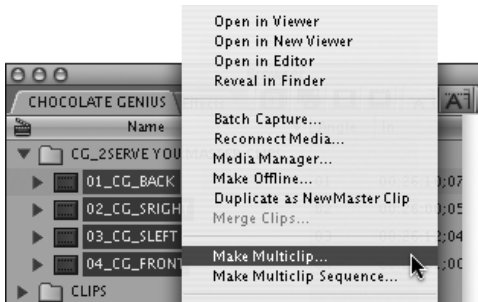 Open in Viewer
Open in New Viewer
Open in Editor
Reveal in Finder
Batch Capture...
Reconnect Media...
Media Manager...
Make Offline...
Duplicate as NewMaster Clip
Merge Clips...
Make Multiclip...
Make Multiclip Sequence...
CHOCOLATE GENIUS
Name
CG_2SERVE YOU
01_CG_BACK
02_CG_SRIGH
03_CG_SLEFT
04_CG_FRONT
CLIPS